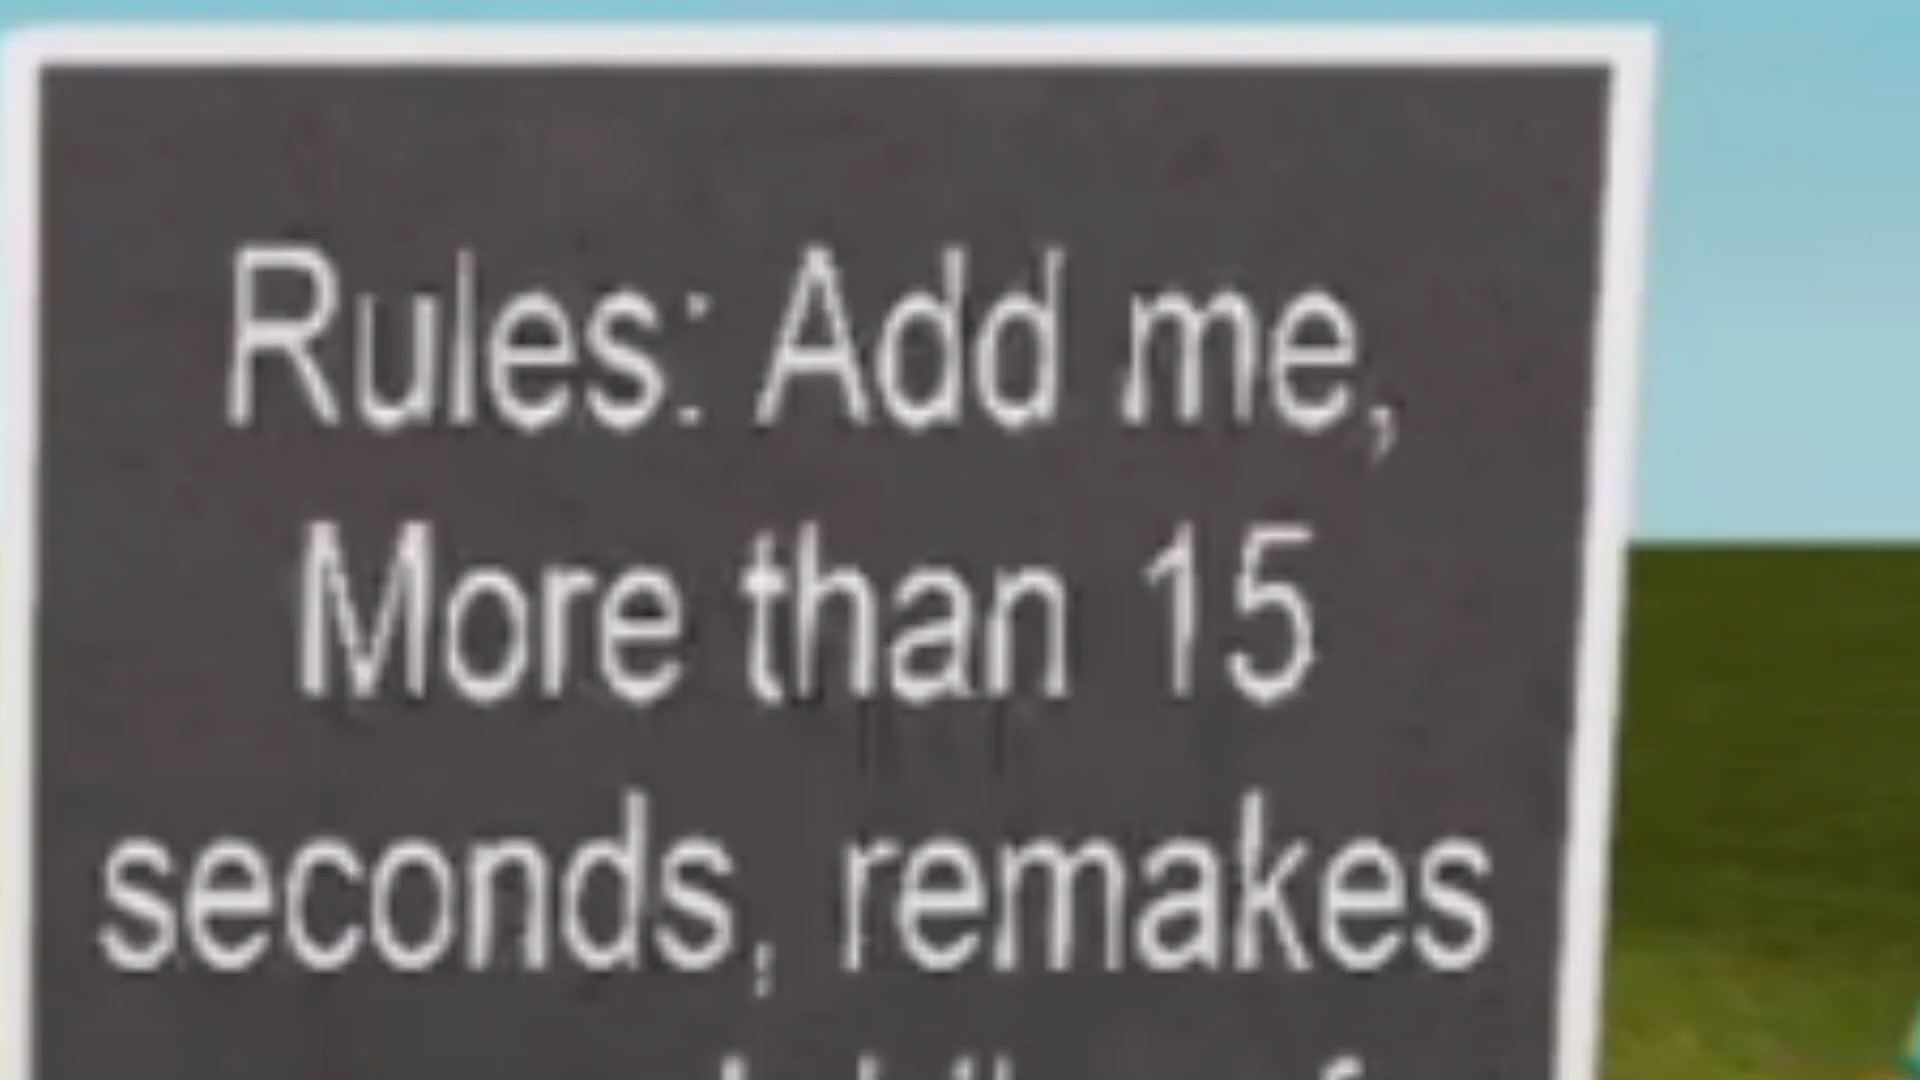 Rules: Add me,
More than 15
seconds, remakes